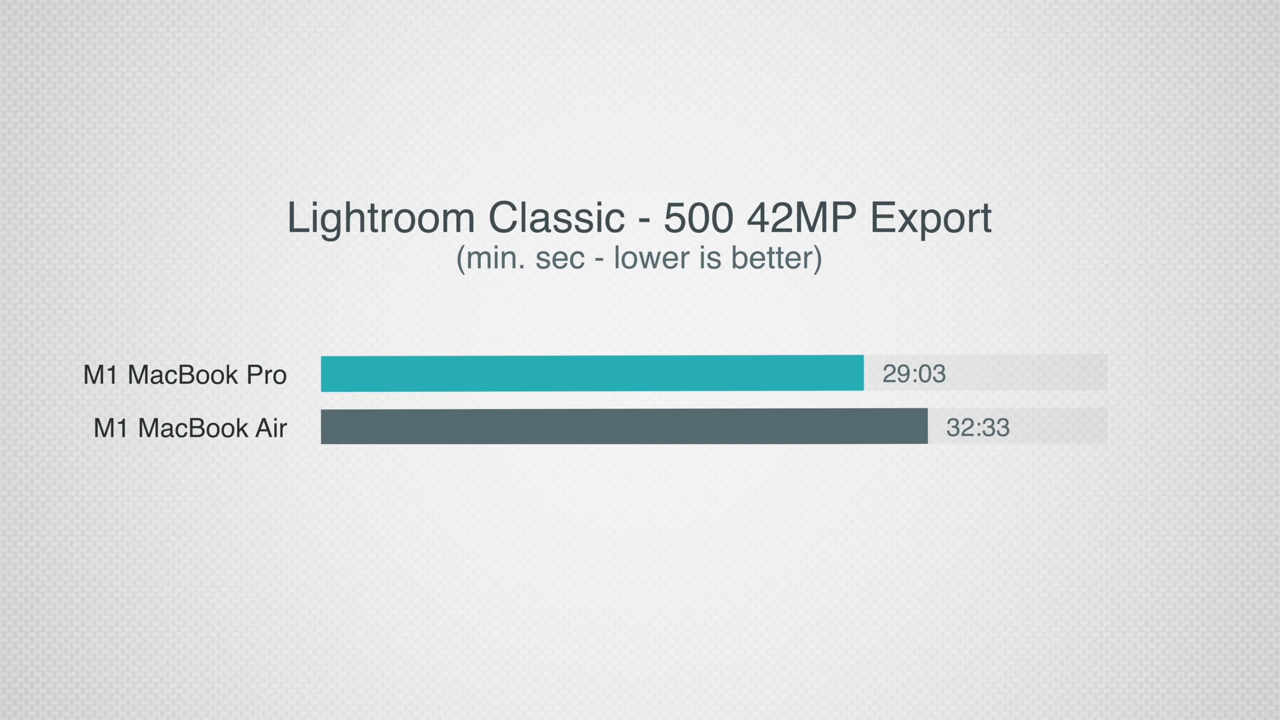 Lightroom Classic - 500 42MP Export
(min. sec - lower is better)
M1 MacBook Pro 29:03
M1 MacBook Air 32:33